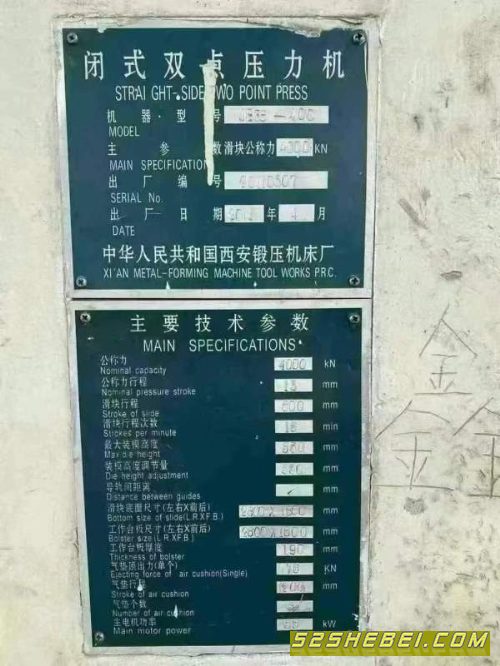 闭式双点压力机
STRAIGHT-SIDE TWO POINT PRESS
机器·型号
MODEL
主参数滑块公称力 4000 KN
MAIN SPECIFICATION
出厂编号
SERIAL No.
出厂日期 年 月
DATE
中华人民共和国西安锻压机床厂
XI'AN METAL-FORMING MACHINE TOOL WORKS P.R.C.
主要技术参数
MAIN SPECIFICATIONS
公称力 4000 kN
Nominal capacity
公称力行程 13 mm
Nominal pressure stroke
滑块行程 mm
Stroke of slide
滑块行程次数 min
Strokes per minute
最大装模高度 mm
Max die height
装模高度调节量 mm
Die height adjustment
导轨间距离 mm
Distance between guides
滑块底面尺寸(左右X前后) mm
Bottom size of slide(L.R.X.F.B.)
工作台板尺寸(左右X前后) mm
Bolster size(L.R.X.F.B.)
工作台板厚度 190 mm
Thickness of bolster
气垫顶出力(单个) KN
Ejecting force of air cushion(Single)
气垫行程 mm
Stroke of air cushion
气垫个数
Number of air cushion
主电机功率 kW
Main motor power
金
金 金
52SHEBEI.COM